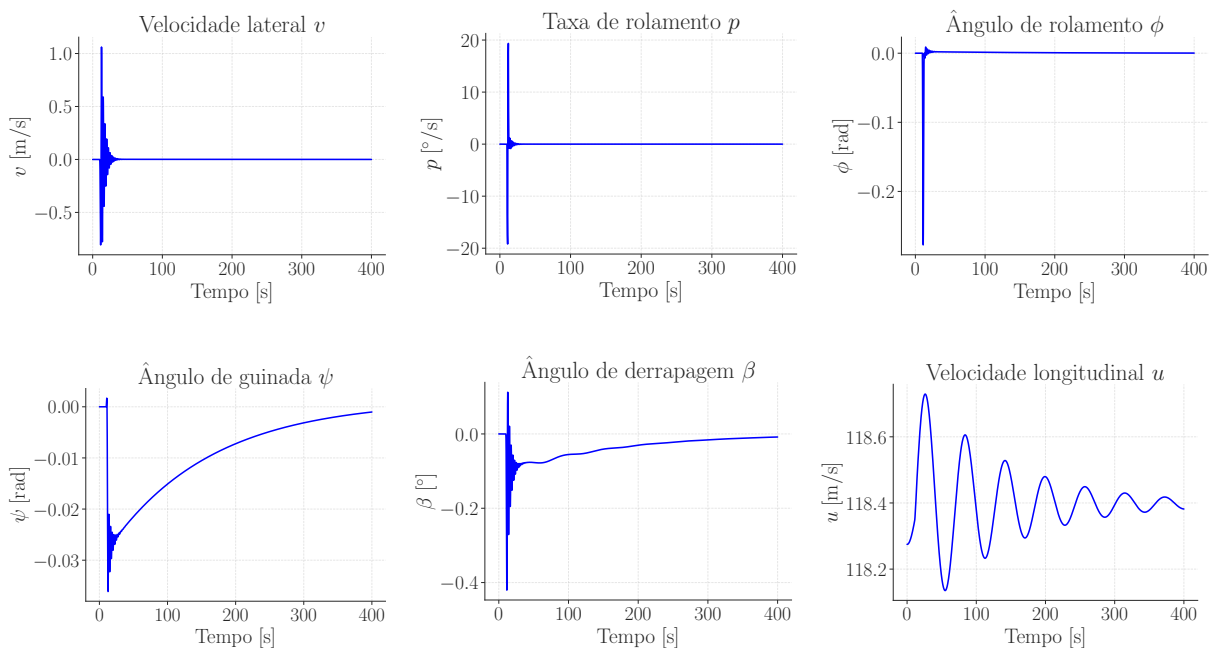 Velocidade lateral v
1.0
0.5
0.0
−0.5
v [m/s]
0 100 200 300 400
Tempo [s]
Taxa de rolamento p
20
10
0
−10
−20
p [°/s]
0 100 200 300 400
Tempo [s]
Ângulo de rolamento ϕ
0.0
−0.1
−0.2
ϕ [rad]
0 100 200 300 400
Tempo [s]
Ângulo de guinada ψ
0.00
−0.01
−0.02
−0.03
ψ [rad]
0 100 200 300 400
Tempo [s]
Ângulo de derrapagem β
0.0
−0.2
−0.4
β [°]
0 100 200 300 400
Tempo [s]
Velocidade longitudinal u
118.6
118.4
118.2
u [m/s]
0 100 200 300 400
Tempo [s]